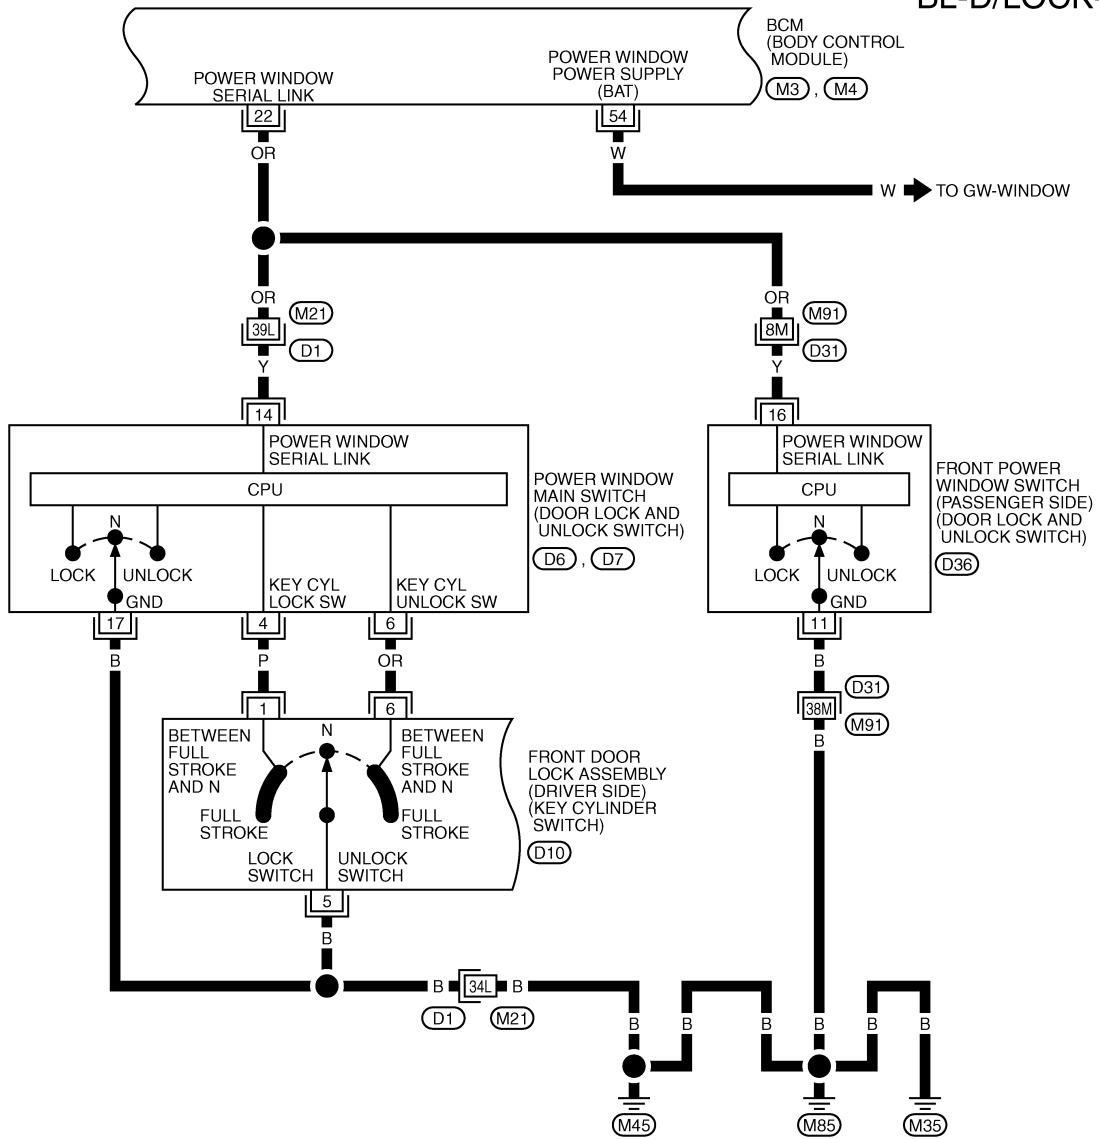 BCM
(BODY CONTROL
MODULE)
M3 , M4
POWER WINDOW
SERIAL LINK
POWER WINDOW
POWER SUPPLY
(BAT)
22
54
OR
W
W
TO GW-WINDOW
OR
M21
39L
D1
Y
OR
M91
8M
D31
Y
14
16
POWER WINDOW
SERIAL LINK
CPU
N
LOCK
UNLOCK
GND
KEY CYL
LOCK SW
KEY CYL
UNLOCK SW
POWER WINDOW
MAIN SWITCH
(DOOR LOCK AND
UNLOCK SWITCH)
D6 , D7
POWER WINDOW
SERIAL LINK
CPU
N
LOCK
UNLOCK
GND
FRONT POWER
WINDOW SWITCH
(PASSENGER SIDE)
(DOOR LOCK AND
UNLOCK SWITCH)
D36
17
4
6
11
B
P
OR
B
D31
38M
M91
B
1
6
BETWEEN
FULL
STROKE
AND N
N
BETWEEN
FULL
STROKE
AND N
FULL
STROKE
FULL
STROKE
LOCK
SWITCH
UNLOCK
SWITCH
FRONT DOOR
LOCK ASSEMBLY
(DRIVER SIDE)
(KEY CYLINDER
SWITCH)
D10
5
B
B
34L
B
D1
M21
B
B
B
B
B
B
M45
M85
M35